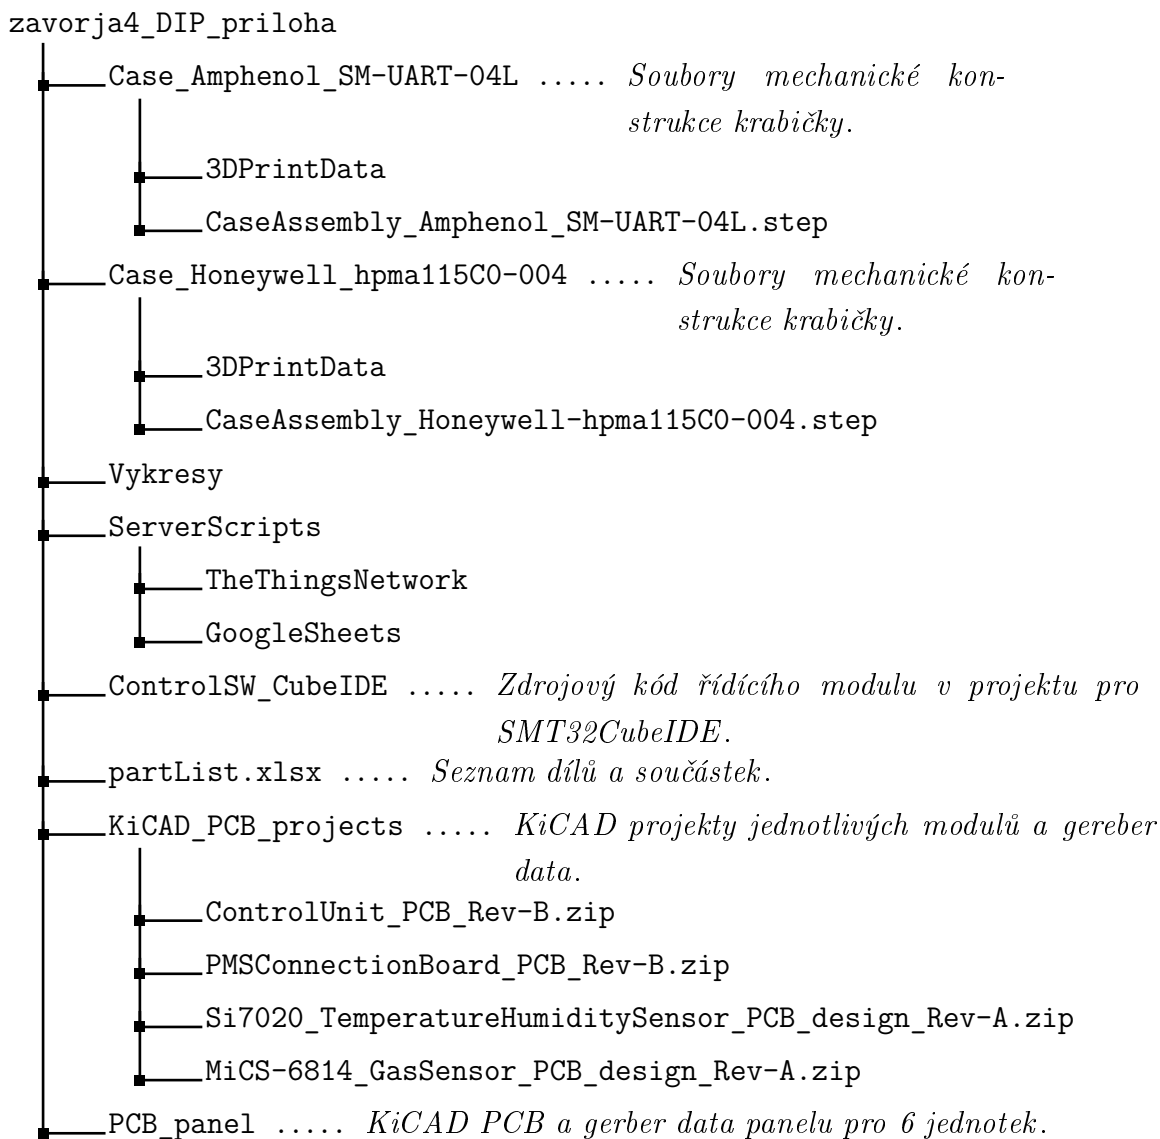 zavorja4_DIP_priloha
Case_Amphenol_SM-UART-04L ..... Soubory mechanické kon-
strukce krabičky.
3DPrintData
CaseAssembly_Amphenol_SM-UART-04L.step
Case_Honeywell_hpma115C0-004 ..... Soubory mechanické kon-
strukce krabičky.
3DPrintData
CaseAssembly_Honeywell-hpma115C0-004.step
Vykresy
ServerScripts
TheThingsNetwork
GoogleSheets
ControlSW_CubeIDE ..... Zdrojový kód řídícího modulu v projektu pro
SMT32CubeIDE.
partList.xlsx ..... Seznam dílů a součástek.
KiCAD_PCB_projects ..... KiCAD projekty jednotlivých modulů a gereber
data.
ControlUnit_PCB_Rev-B.zip
PMSConnectionBoard_PCB_Rev-B.zip
Si7020_TemperatureHumiditySensor_PCB_design_Rev-A.zip
MiCS-6814_GasSensor_PCB_design_Rev-A.zip
PCB_panel ..... KiCAD PCB a gerber data panelu pro 6 jednotek.